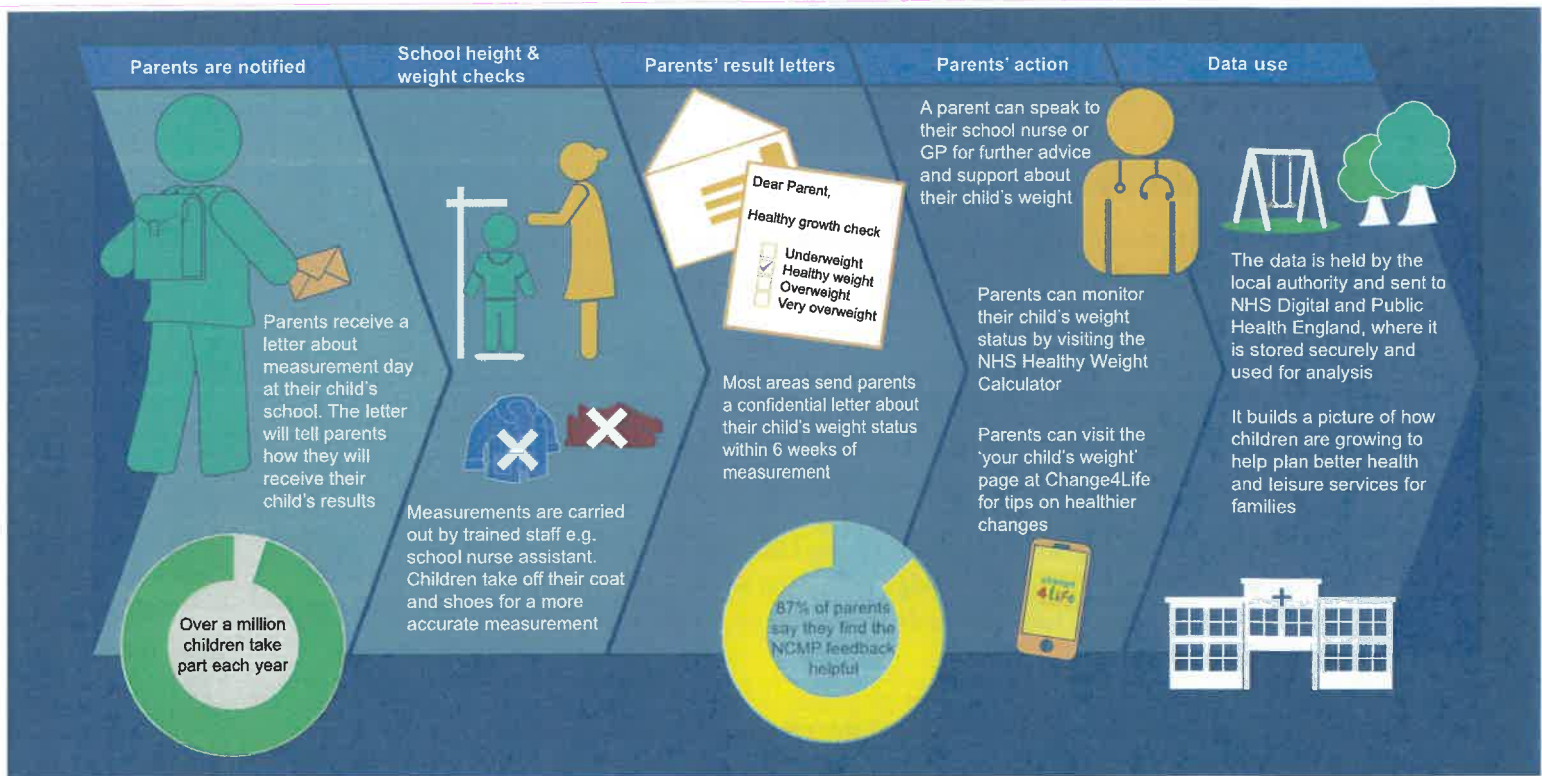 Parents are notified
School height &
weight checks
Parents' result letters
Parents' action
Data use
Parents receive a
letter about
measurement day
at their child's
school. The letter
will tell parents
how they will
receive their
child's results
Over a million
children take
part each year
Measurements are carried
out by trained staff e.g.
school nurse assistant.
Children take off their coat
and shoes for a more
accurate measurement
Dear Parent,
Healthy growth check
Underweight
Healthy weight
Overweight
Very overweight
Most areas send parents
a confidential letter about
their child's weight status
within 6 weeks of
measurement
87% of parents
say they find the
NCMP feedback
helpful
A parent can speak to
their school nurse or
GP for further advice
and support about
their child's weight
Parents can monitor
their child's weight
status by visiting the
NHS Healthy Weight
Calculator
Parents can visit the
'your child's weight'
page at Change4Life
for tips on healthier
changes
change
4Life
The data is held by the
local authority and sent to
NHS Digital and Public
Health England, where it
is stored securely and
used for analysis
It builds a picture of how
children are growing to
help plan better health
and leisure services for
families